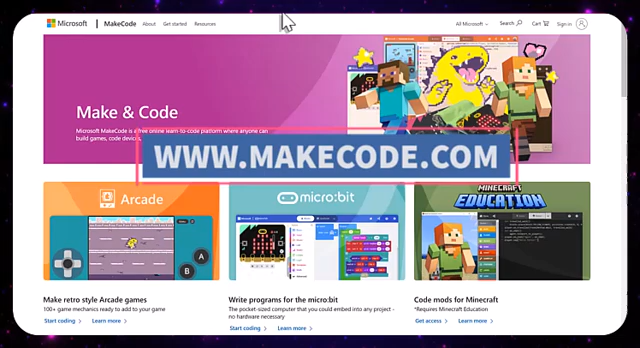 Microsoft MakeCode About Get started Resources All Microsoft Search Cart Sign in
Make & Code
Microsoft MakeCode is a free online learn-to-code platform where anyone can
build games, code devices,
WWW.MAKECODE.COM
Arcade
micro:bit
MINECRAFT
EDUCATION
A
B
Make retro style Arcade games
100+ game mechanics ready to add to your game
Start coding Learn more
Write programs for the micro:bit
The pocket-sized computer that you could embed into any project -
no hardware necessary
Start coding Learn more
Code mods for Minecraft
*Requires Minecraft Education
Get access Learn more